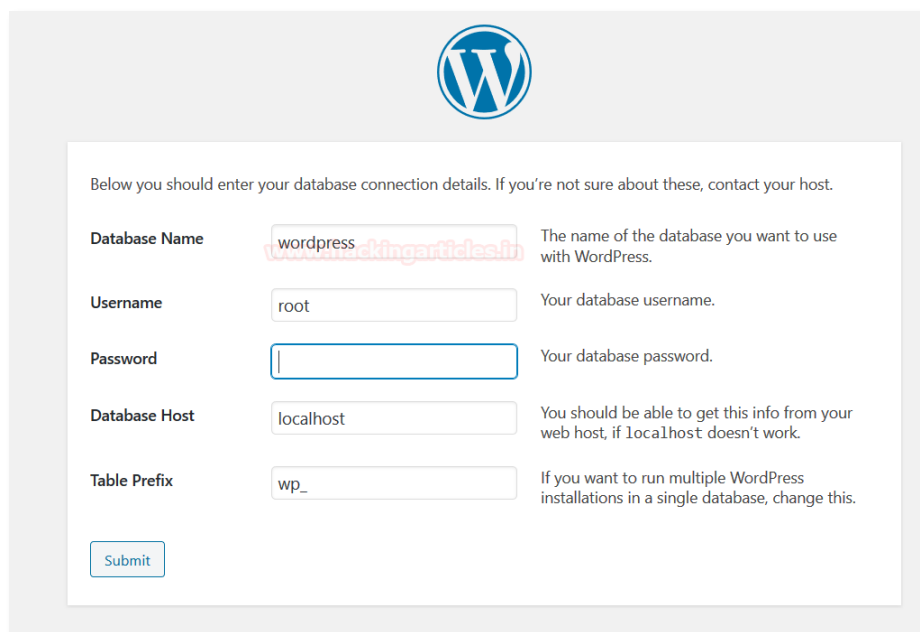 Below you should enter your database connection details. If you’re not sure about these, contact your host.
Database Name
wordpress
www.hackingarticles.in
The name of the database you want to use
with WordPress.
Username
root
Your database username.
Password
Your database password.
Database Host
localhost
You should be able to get this info from your
web host, if localhost doesn’t work.
Table Prefix
wp_
If you want to run multiple WordPress
installations in a single database, change this.
Submit